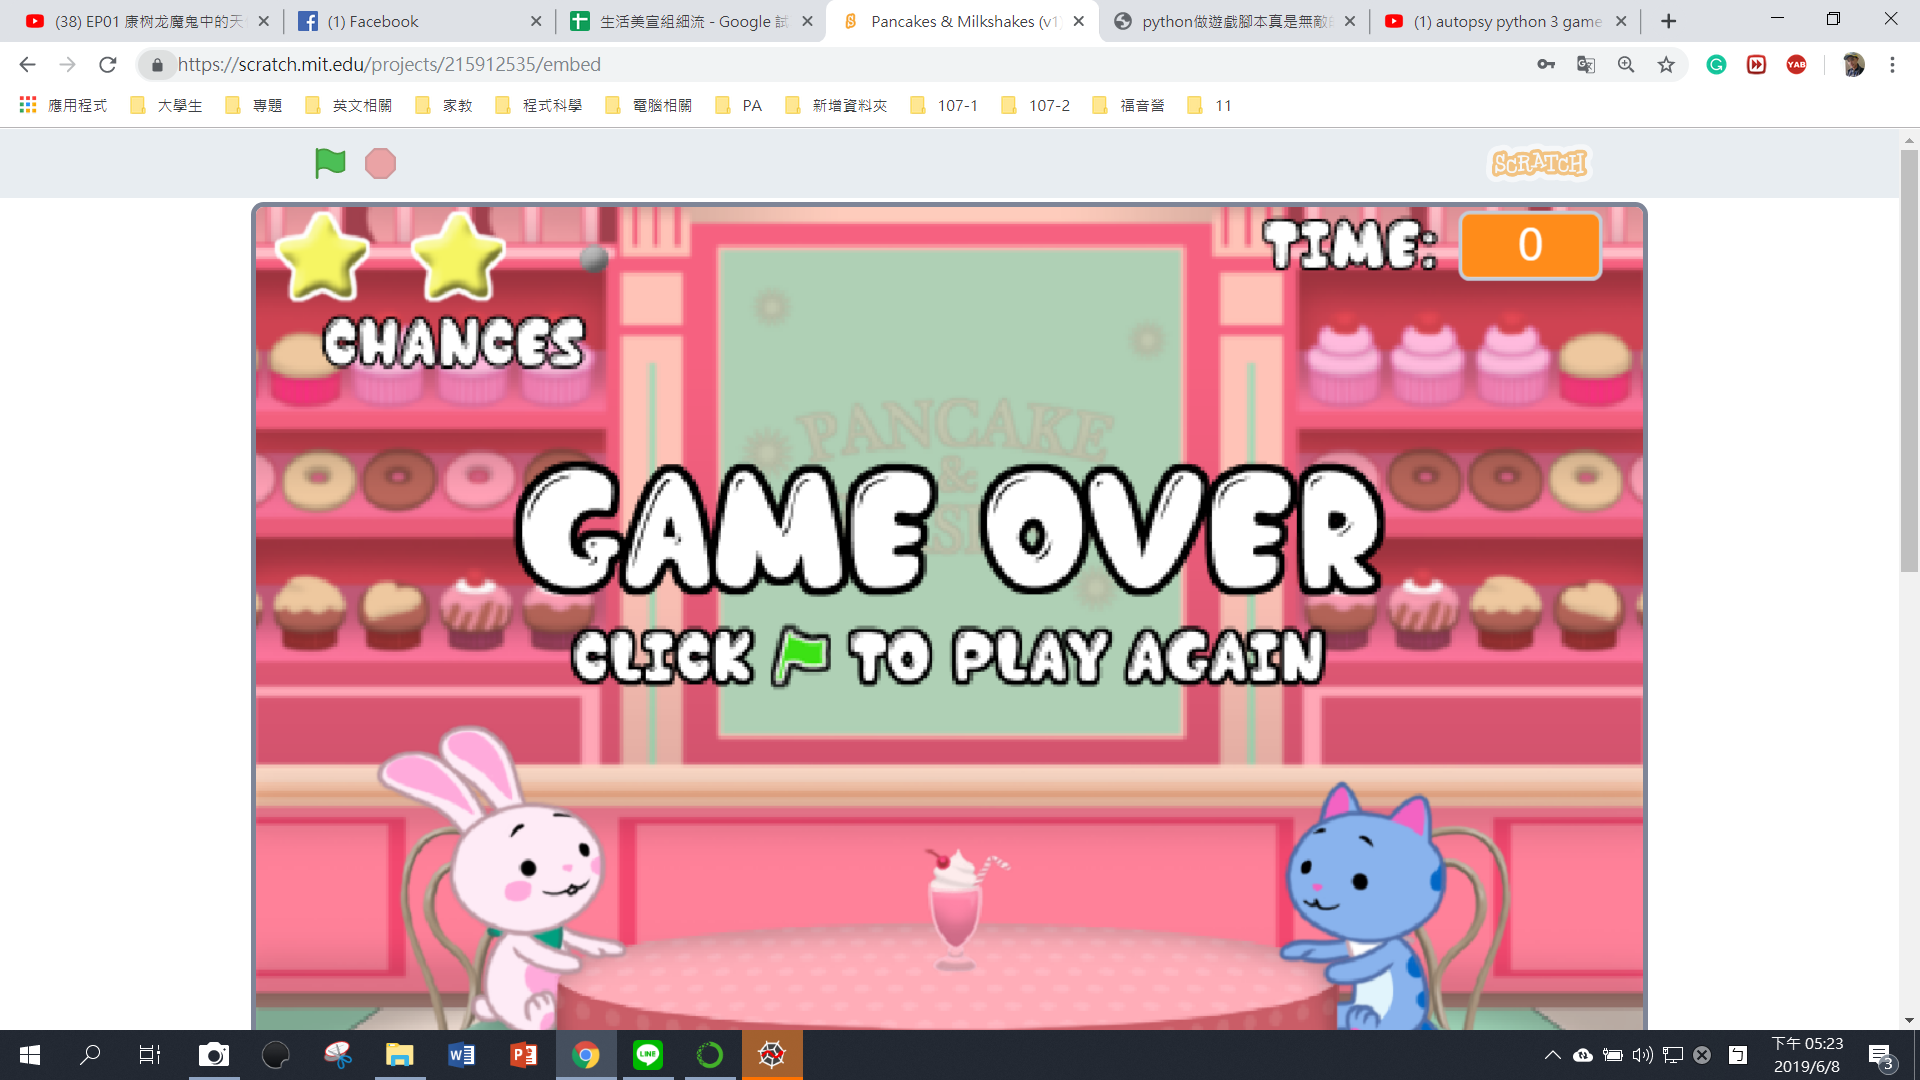 (38) EP01 康树龙魔鬼中的天
(1) Facebook
生活美宣組細流 - Google 試
Pancakes & Milkshakes (v1
python做遊戲腳本真是無敵
(1) autopsy python 3 game
https://scratch.mit.edu/projects/215912535/embed
YAB
應用程式
大學生
專題
英文相關
家教
程式科學
電腦相關
PA
新增資料夾
107-1
107-2
福音營
11
SCRATCH
TIME: 0
CHANCES
PANCAKE
&
GAME OVER
CLICK TO PLAY AGAIN
LINE
下午 05:23
2019/6/8
3